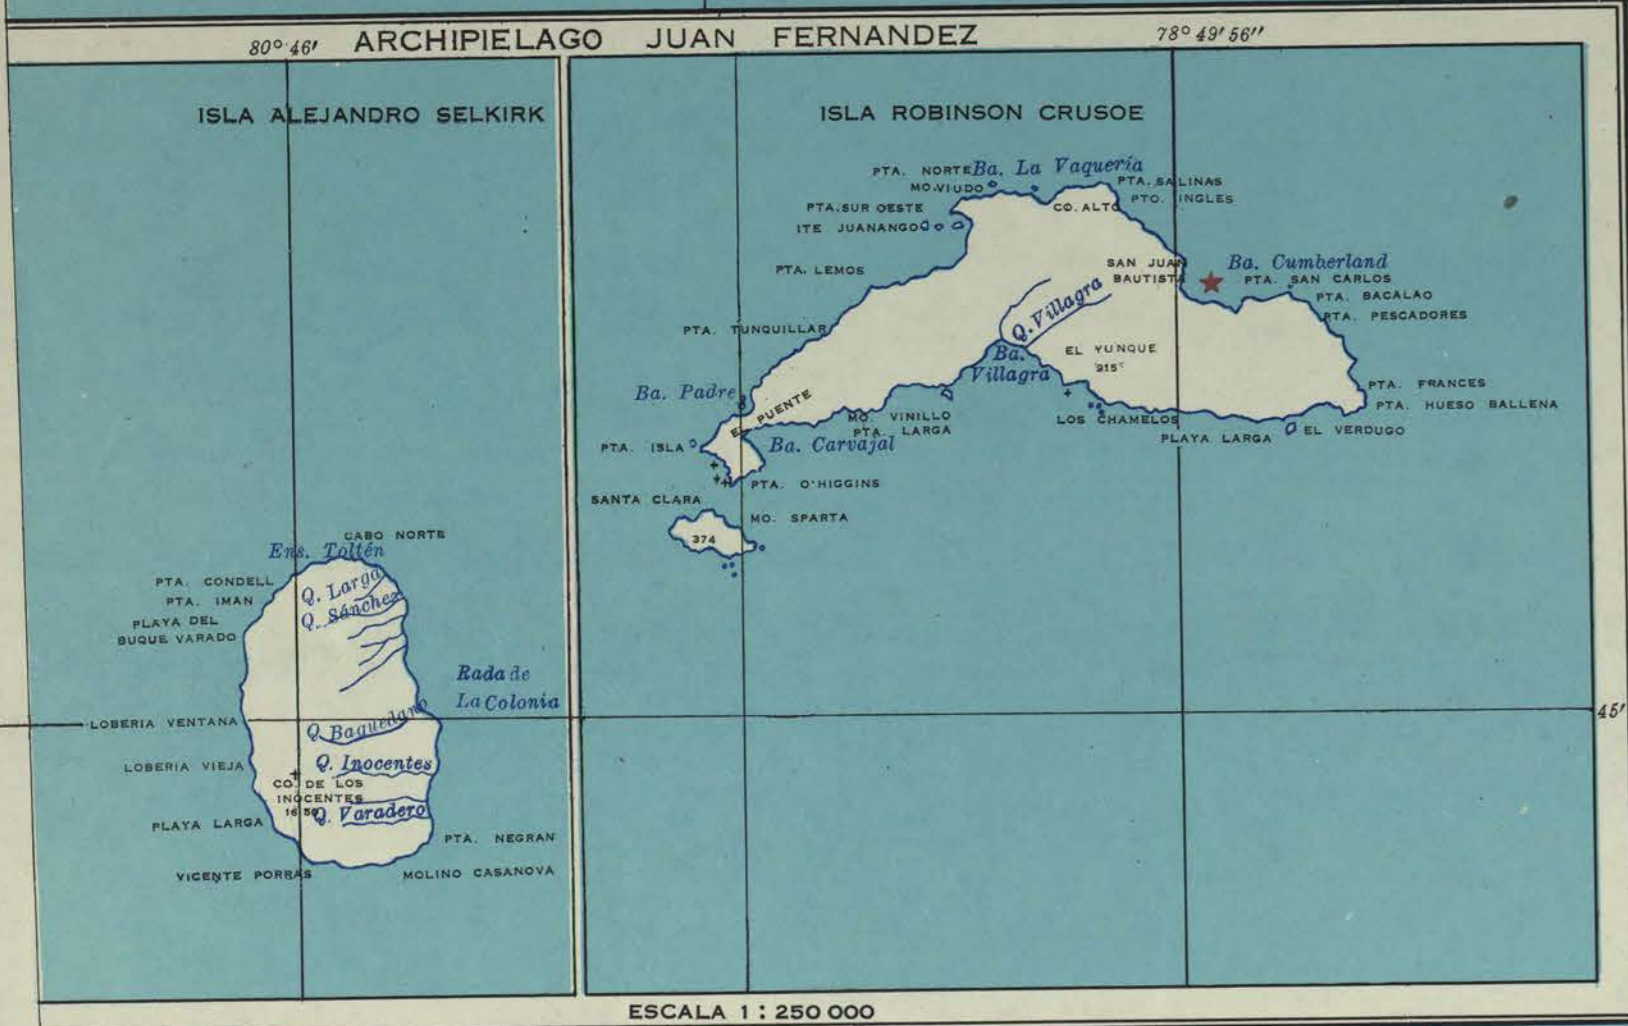 80° 46' ARCHIPIELAGO JUAN FERNANDEZ 78° 49' 56"
ISLA ALEJANDRO SELKIRK
CABO NORTE
Ens. Toltén
PTA. CONDELL
Q. Larga
PTA. IMAN
Q. Sánchez
PLAYA DEL
BUQUE VARADO
Rada de
La Colonia
LOBERIA VENTANA
Q. Baquedano
LOBERIA VIEJA
Q. Inocentes
CO. DE LOS
INOCENTES
Q. Varadero
PLAYA LARGA
PTA. NEGRAN
VICENTE PORRAS
MOLINO CASANOVA
ISLA ROBINSON CRUSOE
PTA. NORTE
Ba. La Vaquería
MO. VIUDO
PTA. SALINAS
PTO. INGLES
PTA. SUR OESTE
CO. ALTO
ITE JUANANGO
PTA. LEMOS
SAN JUAN
BAUTISTA
Ba. Cumberland
PTA. SAN CARLOS
PTA. BACALAO
PTA. PESCADORES
Q. Villagra
PTA. TUNQUILLAR
EL YUNQUE
915
Ba.
Villagra
Ba. Padre
EL PUENTE
PTA. FRANCES
PTA. HUESO BALLENA
MO. VINILLO
PTA. LARGA
LOS CHAMELOS
PLAYA LARGA
EL VERDUGO
PTA. ISLA
Ba. Carvajal
PTA. O'HIGGINS
SANTA CLARA
MO. SPARTA
374
45'
ESCALA 1 : 250 000